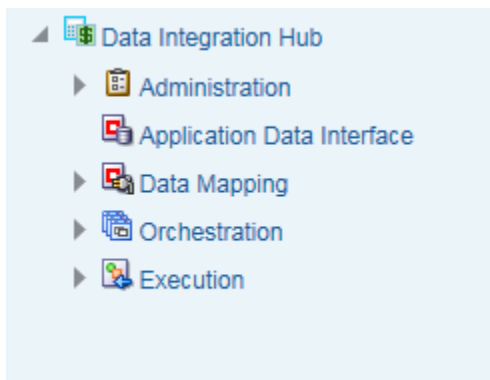 Data Integration Hub
Administration
Application Data Interface
Data Mapping
Orchestration
Execution